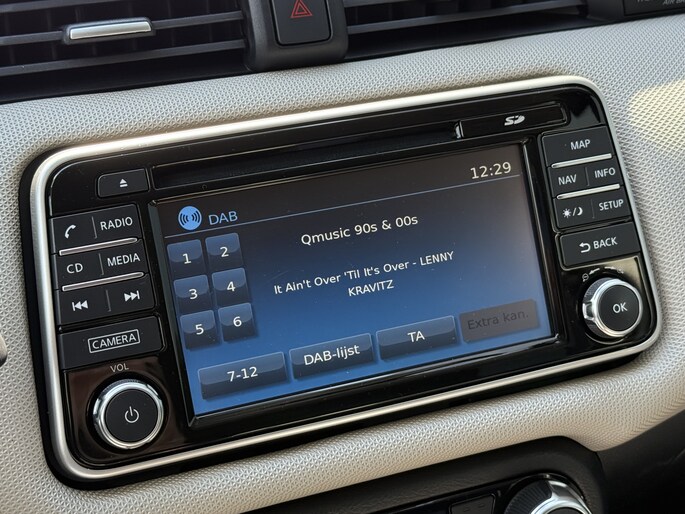 AIR BA
SD
12:29
DAB
Qmusic 90s & 00s
It Ain't Over 'Til It's Over - LENNY
KRAVITZ
1 2
3 4
5 6
7-12
DAB-lijst
TA
Extra kan.
RADIO
CD MEDIA
CAMERA
VOL
MAP
NAV INFO
SETUP
BACK
OK